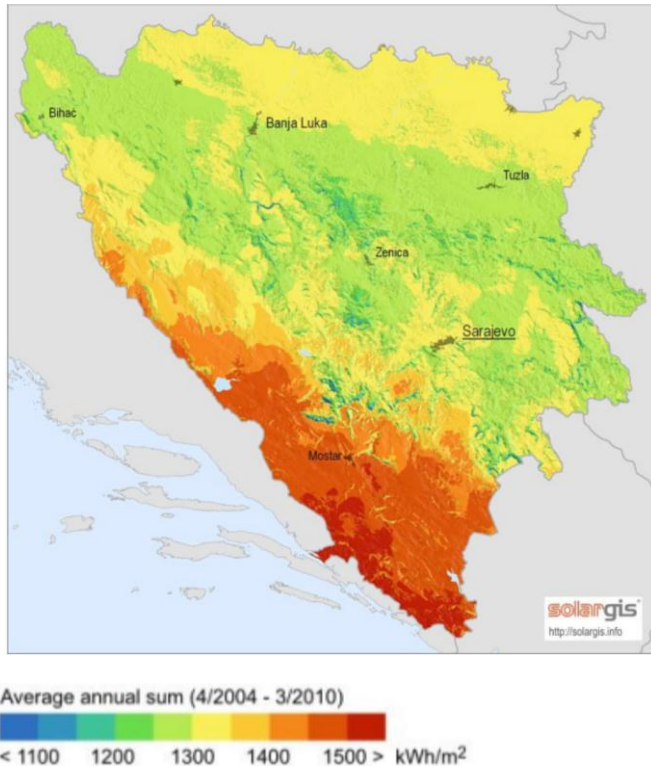 Bihać
Banja Luka
Tuzla
Zenica
Sarajevo
Mostar
solargis
http://solargis.info
Average annual sum (4/2004 - 3/2010)
< 1100 1200 1300 1400 1500 > kWh/m²